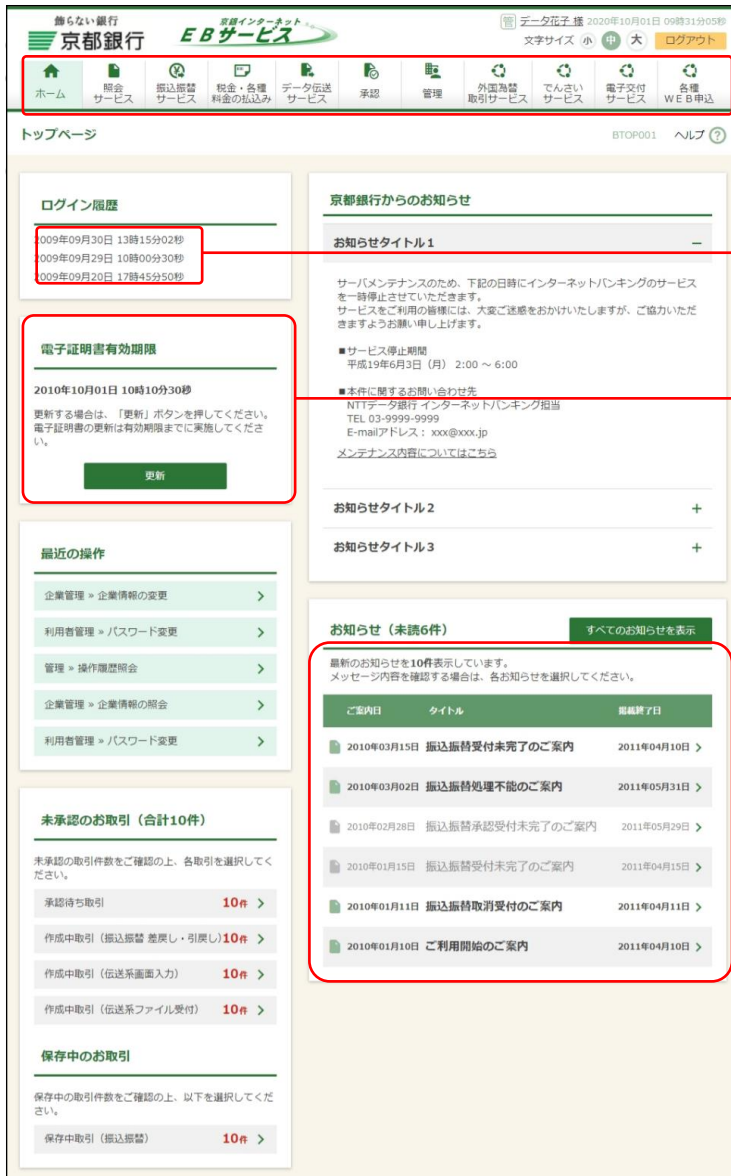 飾らない銀行
京都銀行
京銀インターネット
EBサービス
管 データ花子 様 2020年10月01日 09時31分05秒
文字サイズ 小 中 大 ログアウト
ホーム
照会
サービス
振込振替
サービス
税金・各種
料金の払込み
データ伝送
サービス
承認
管理
外国為替
取引サービス
でんさい
サービス
電子交付
サービス
各種
WEB申込
トップページ
BTOP001 ヘルプ ?
ログイン履歴
2009年09月30日 13時15分02秒
2009年09月29日 10時00分30秒
2009年09月20日 17時45分50秒
電子証明書有効期限
2010年10月01日 10時10分30秒
更新する場合は、「更新」ボタンを押してください。
電子証明書の更新は有効期限までに実施してくださ
い。
更新
最近の操作
企業管理 » 企業情報の変更
利用者管理 » パスワード変更
管理 » 操作履歴照会
企業管理 » 企業情報の照会
利用者管理 » パスワード変更
未承認のお取引（合計10件）
未承認の取引件数をご確認の上、各取引を選択してく
ださい。
承認待ち取引 10件
作成中取引（振込振替 差戻し・引戻し）10件
作成中取引（伝送系画面入力） 10件
作成中取引（伝送系ファイル受付） 10件
保存中のお取引
保存中の取引件数をご確認の上、以下を選択してくだ
さい。
保存中取引（振込振替） 10件
京都銀行からのお知らせ
お知らせタイトル1 −
サーバメンテナンスのため、下記の日時にインターネットバンキングのサービス
を一時停止させていただきます。
サービスをご利用の皆様には、大変ご迷惑をおかけいたしますが、ご協力いただ
きますようお願い申し上げます。
■サービス停止期間
平成19年6月3日（月） 2:00 ～ 6:00
■本件に関するお問い合わせ先
NTTデータ銀行 インターネットバンキング担当
TEL 03-9999-9999
E-mailアドレス： xxx@xxx.jp
メンテナンス内容についてはこちら
お知らせタイトル2 +
お知らせタイトル3 +
お知らせ（未読6件） すべてのお知らせを表示
最新のお知らせを10件表示しています。
メッセージ内容を確認する場合は、各お知らせを選択してください。
ご案内日 タイトル 掲載終了日
2010年03月15日 振込振替受付未完了のご案内 2011年04月10日
2010年03月02日 振込振替処理不能のご案内 2011年05月31日
2010年02月28日 振込振替承認受付未完了のご案内 2011年05月29日
2010年01月15日 振込振替受付未完了のご案内 2011年04月15日
2010年01月11日 振込振替取消受付のご案内 2011年04月11日
2010年01月10日 ご利用開始のご案内 2011年04月10日